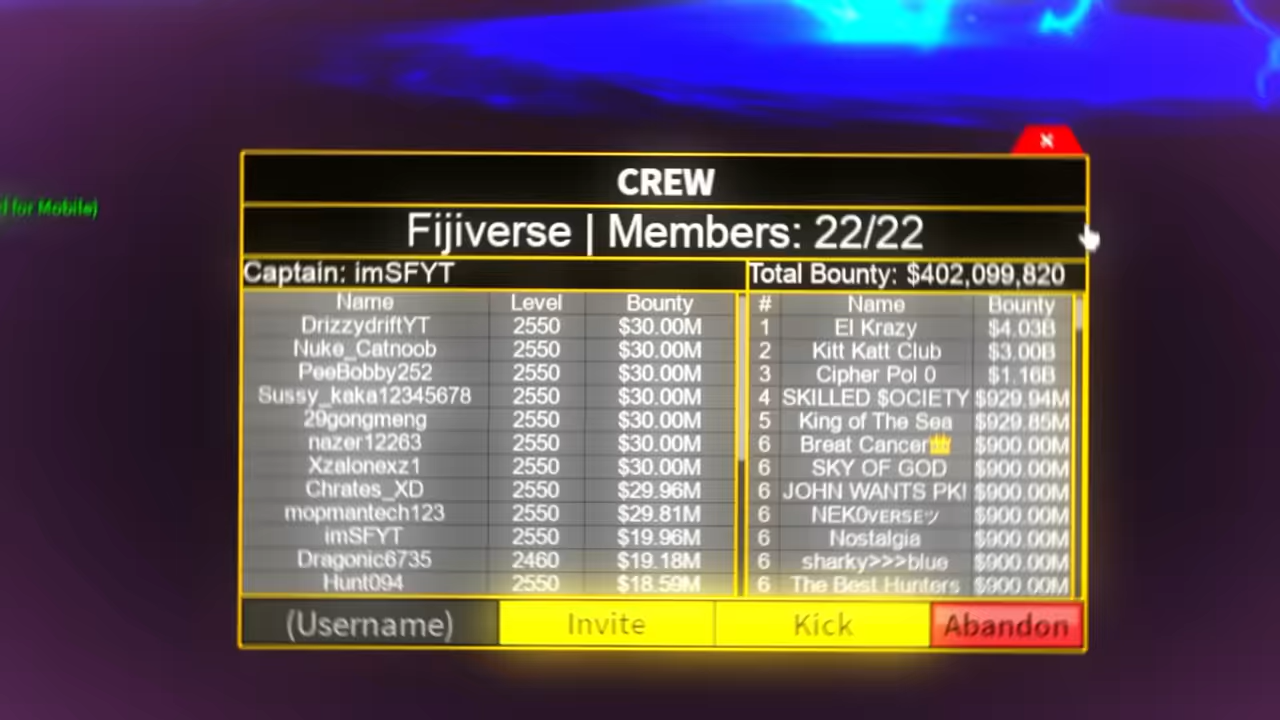 d for Mobile)
×
CREW
Fijiverse | Members: 22/22
Captain: imSFYT Total Bounty: $402,099,820
Name Level Bounty # Name Bounty
DrizzydriftYT 2550 $30.00M 1 El Krazy $4.03B
Nuke_Catnoob 2550 $30.00M 2 Kitt Katt Club $3.00B
PeeBobby252 2550 $30.00M 3 Cipher Pol 0 $1.16B
Sussy_kaka12345678 2550 $30.00M 4 SKILLED $OCIETY $929.94M
29gongmeng 2550 $30.00M 5 King of The Sea $929.85M
nazer12263 2550 $30.00M 6 Breat Cancer👑 $900.00M
Xzalonexz1 2550 $30.00M 6 SKY OF GOD $900.00M
Chrates_XD 2550 $29.96M 6 JOHN WANTS PK! $900.00M
mopmantech123 2550 $29.81M 6 NEK0ᴠᴇʀsᴇツ $900.00M
imSFYT 2550 $19.96M 6 Nostalgia $900.00M
Dragonic6735 2460 $19.18M 6 sharky>>>blue $900.00M
Hunt094 2550 $18.59M 6 The Best Hunters $900.00M
(Username) Invite Kick Abandon